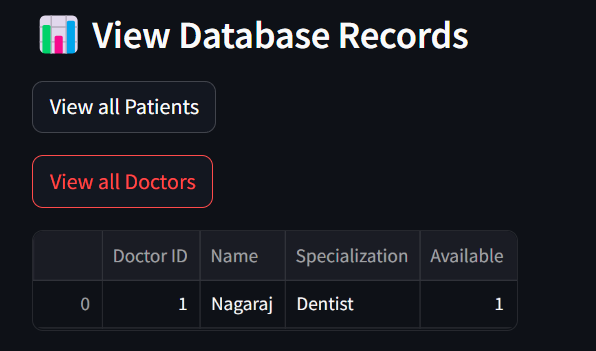 View Database Records
View all Patients
View all Doctors
Doctor ID Name Specialization Available
0 1 Nagaraj Dentist 1